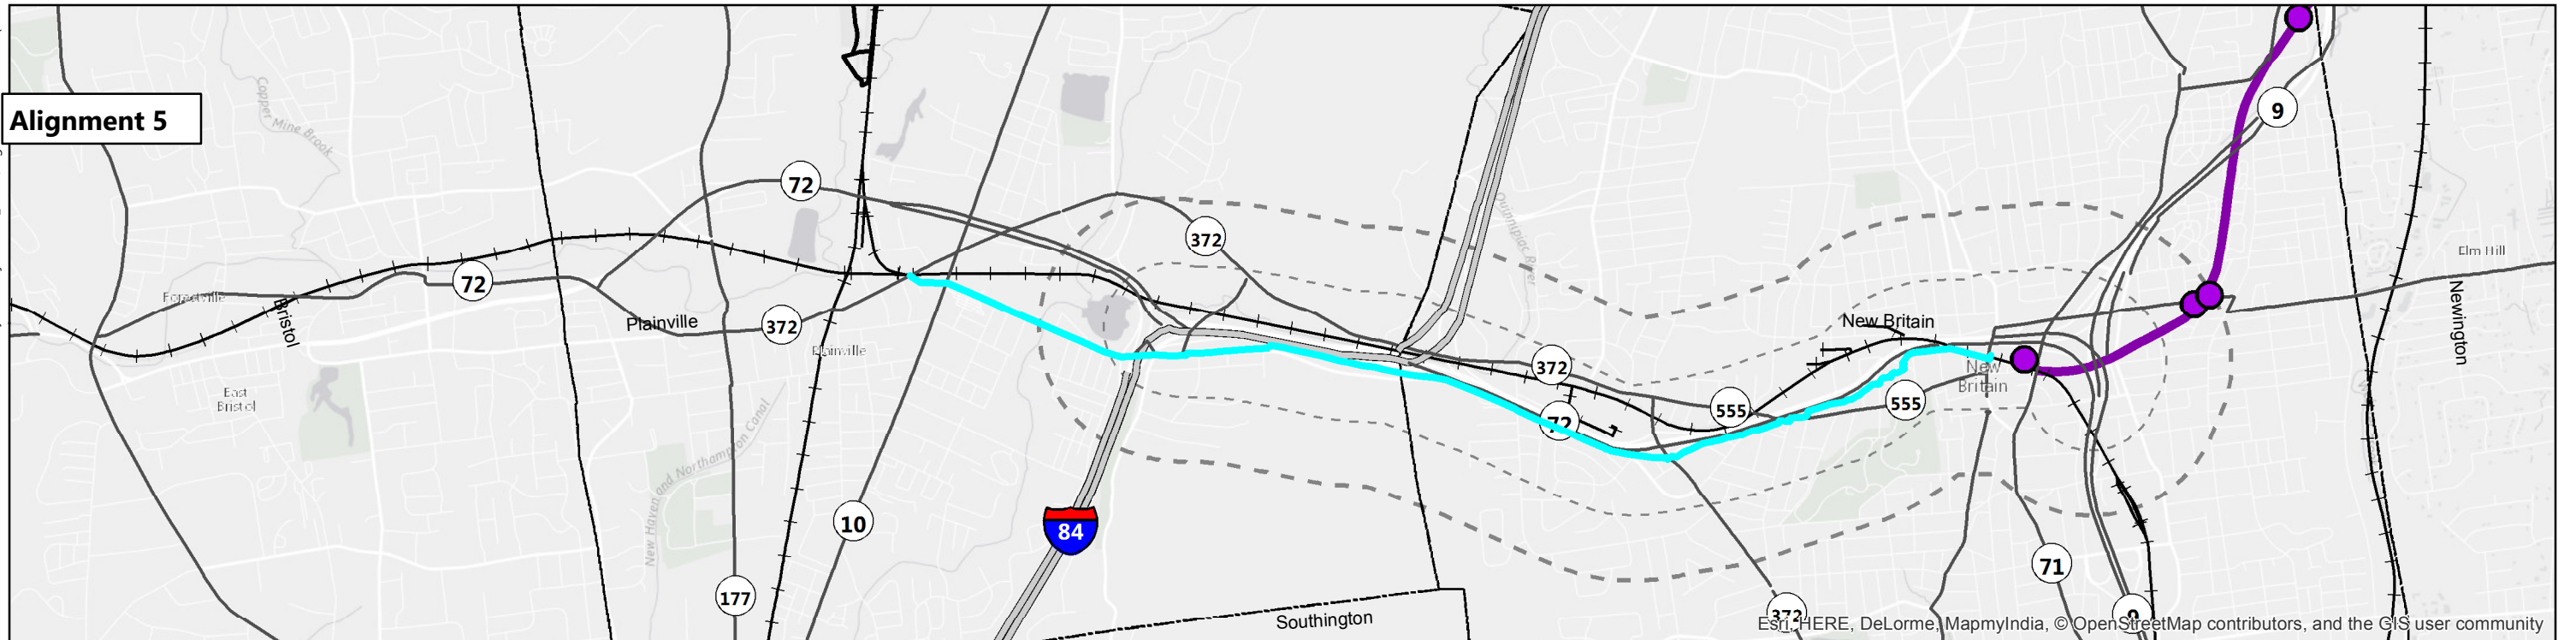 Alignment 5
Copper Mine Brook
9
72
Quinnipiac River
372
Elm Hill
72
Forestville
Bristol
Plainville
372
Plainville
New Britain
Newington
372
New
Britain
East
Bristol
555
555
72
New Haven and Northampton Canal
10
84
71
177
372
9
Southington
Esri, HERE, DeLorme, MapmyIndia, © OpenStreetMap contributors, and the GIS user community